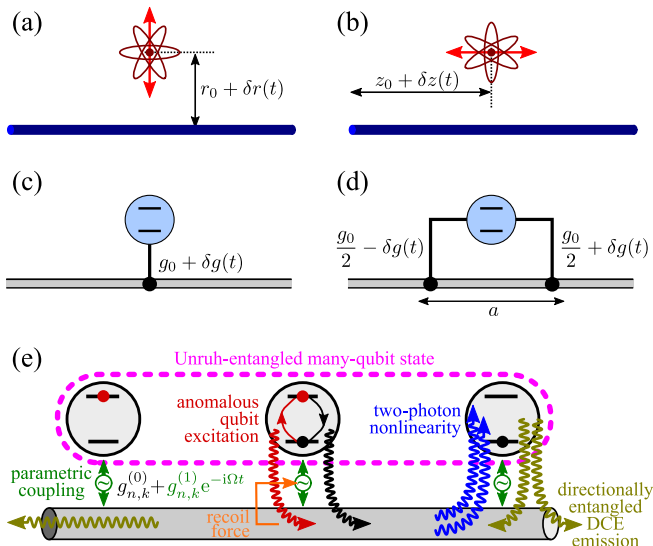 (a)
r₀ + δr(t)
(b)
z₀ + δz(t)
(c)
g₀ + δg(t)
(d)
g₀/2 − δg(t)
g₀/2 + δg(t)
a
(e)
Unruh-entangled many-qubit state
anomalous
qubit
excitation
two-photon
nonlinearity
parametric
coupling
g⁽⁰⁾ₙ,ₖ + g⁽¹⁾ₙ,ₖ e^{−iΩt}
recoil
force
directionally
entangled
DCE
emission